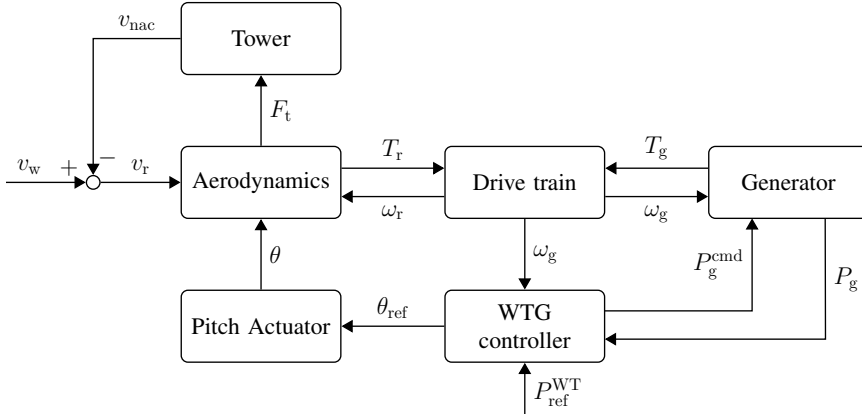 v_nac
Tower
F_t
v_w + − v_r
Aerodynamics
T_r
Drive train
T_g
Generator
ω_r
ω_g
θ
ω_g
P_g^cmd
P_g
Pitch Actuator
θ_ref
WTG
controller
P_ref^WT